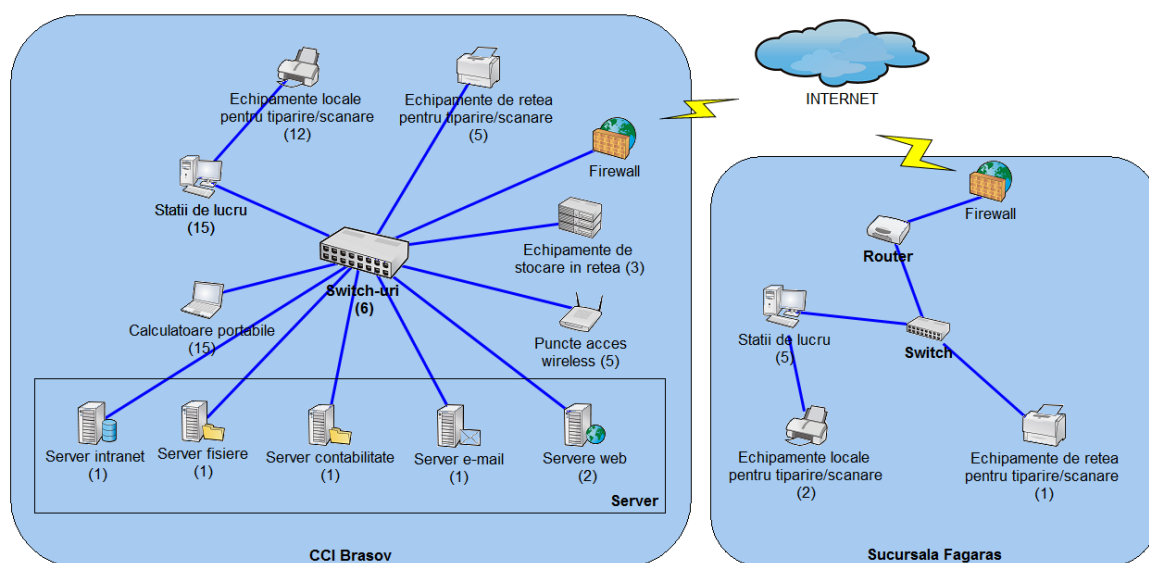 INTERNET
Echipamente locale
pentru tiparire/scanare
(12)
Echipamente de retea
pentru tiparire/scanare
(5)
Firewall
Statii de lucru
(15)
Echipamente de
stocare in retea (3)
Switch-uri
(6)
Calculatoare portabile
(15)
Puncte acces
wireless (5)
Server intranet
(1)
Server fisiere
(1)
Server contabilitate
(1)
Server e-mail
(1)
Servere web
(2)
Server
CCI Brasov
Firewall
Router
Statii de lucru
(5)
Switch
Echipamente locale
pentru tiparire/scanare
(2)
Echipamente de retea
pentru tiparire/scanare
(1)
Sucursala Fagaras